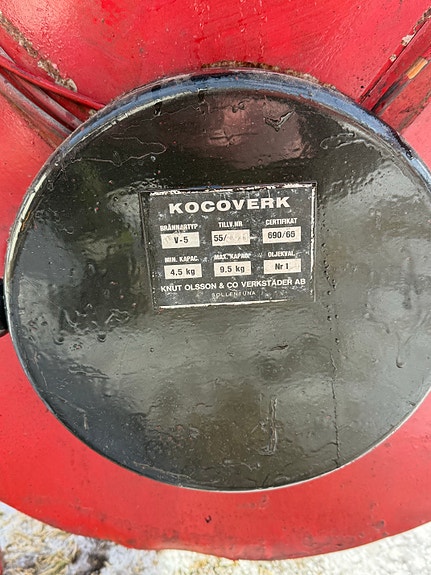 KOCOVERK
BRÄNNARTYP TILLV.NR CERTIFIKAT
V-5 55/ 690/66
MIN. KAPAC. MAX. KAPAC. OLJEKVAL.
4,5 kg 9,5 kg Nr 1
KNUT OLSSON & CO VERKSTÄDER AB
SOLLENTUNA